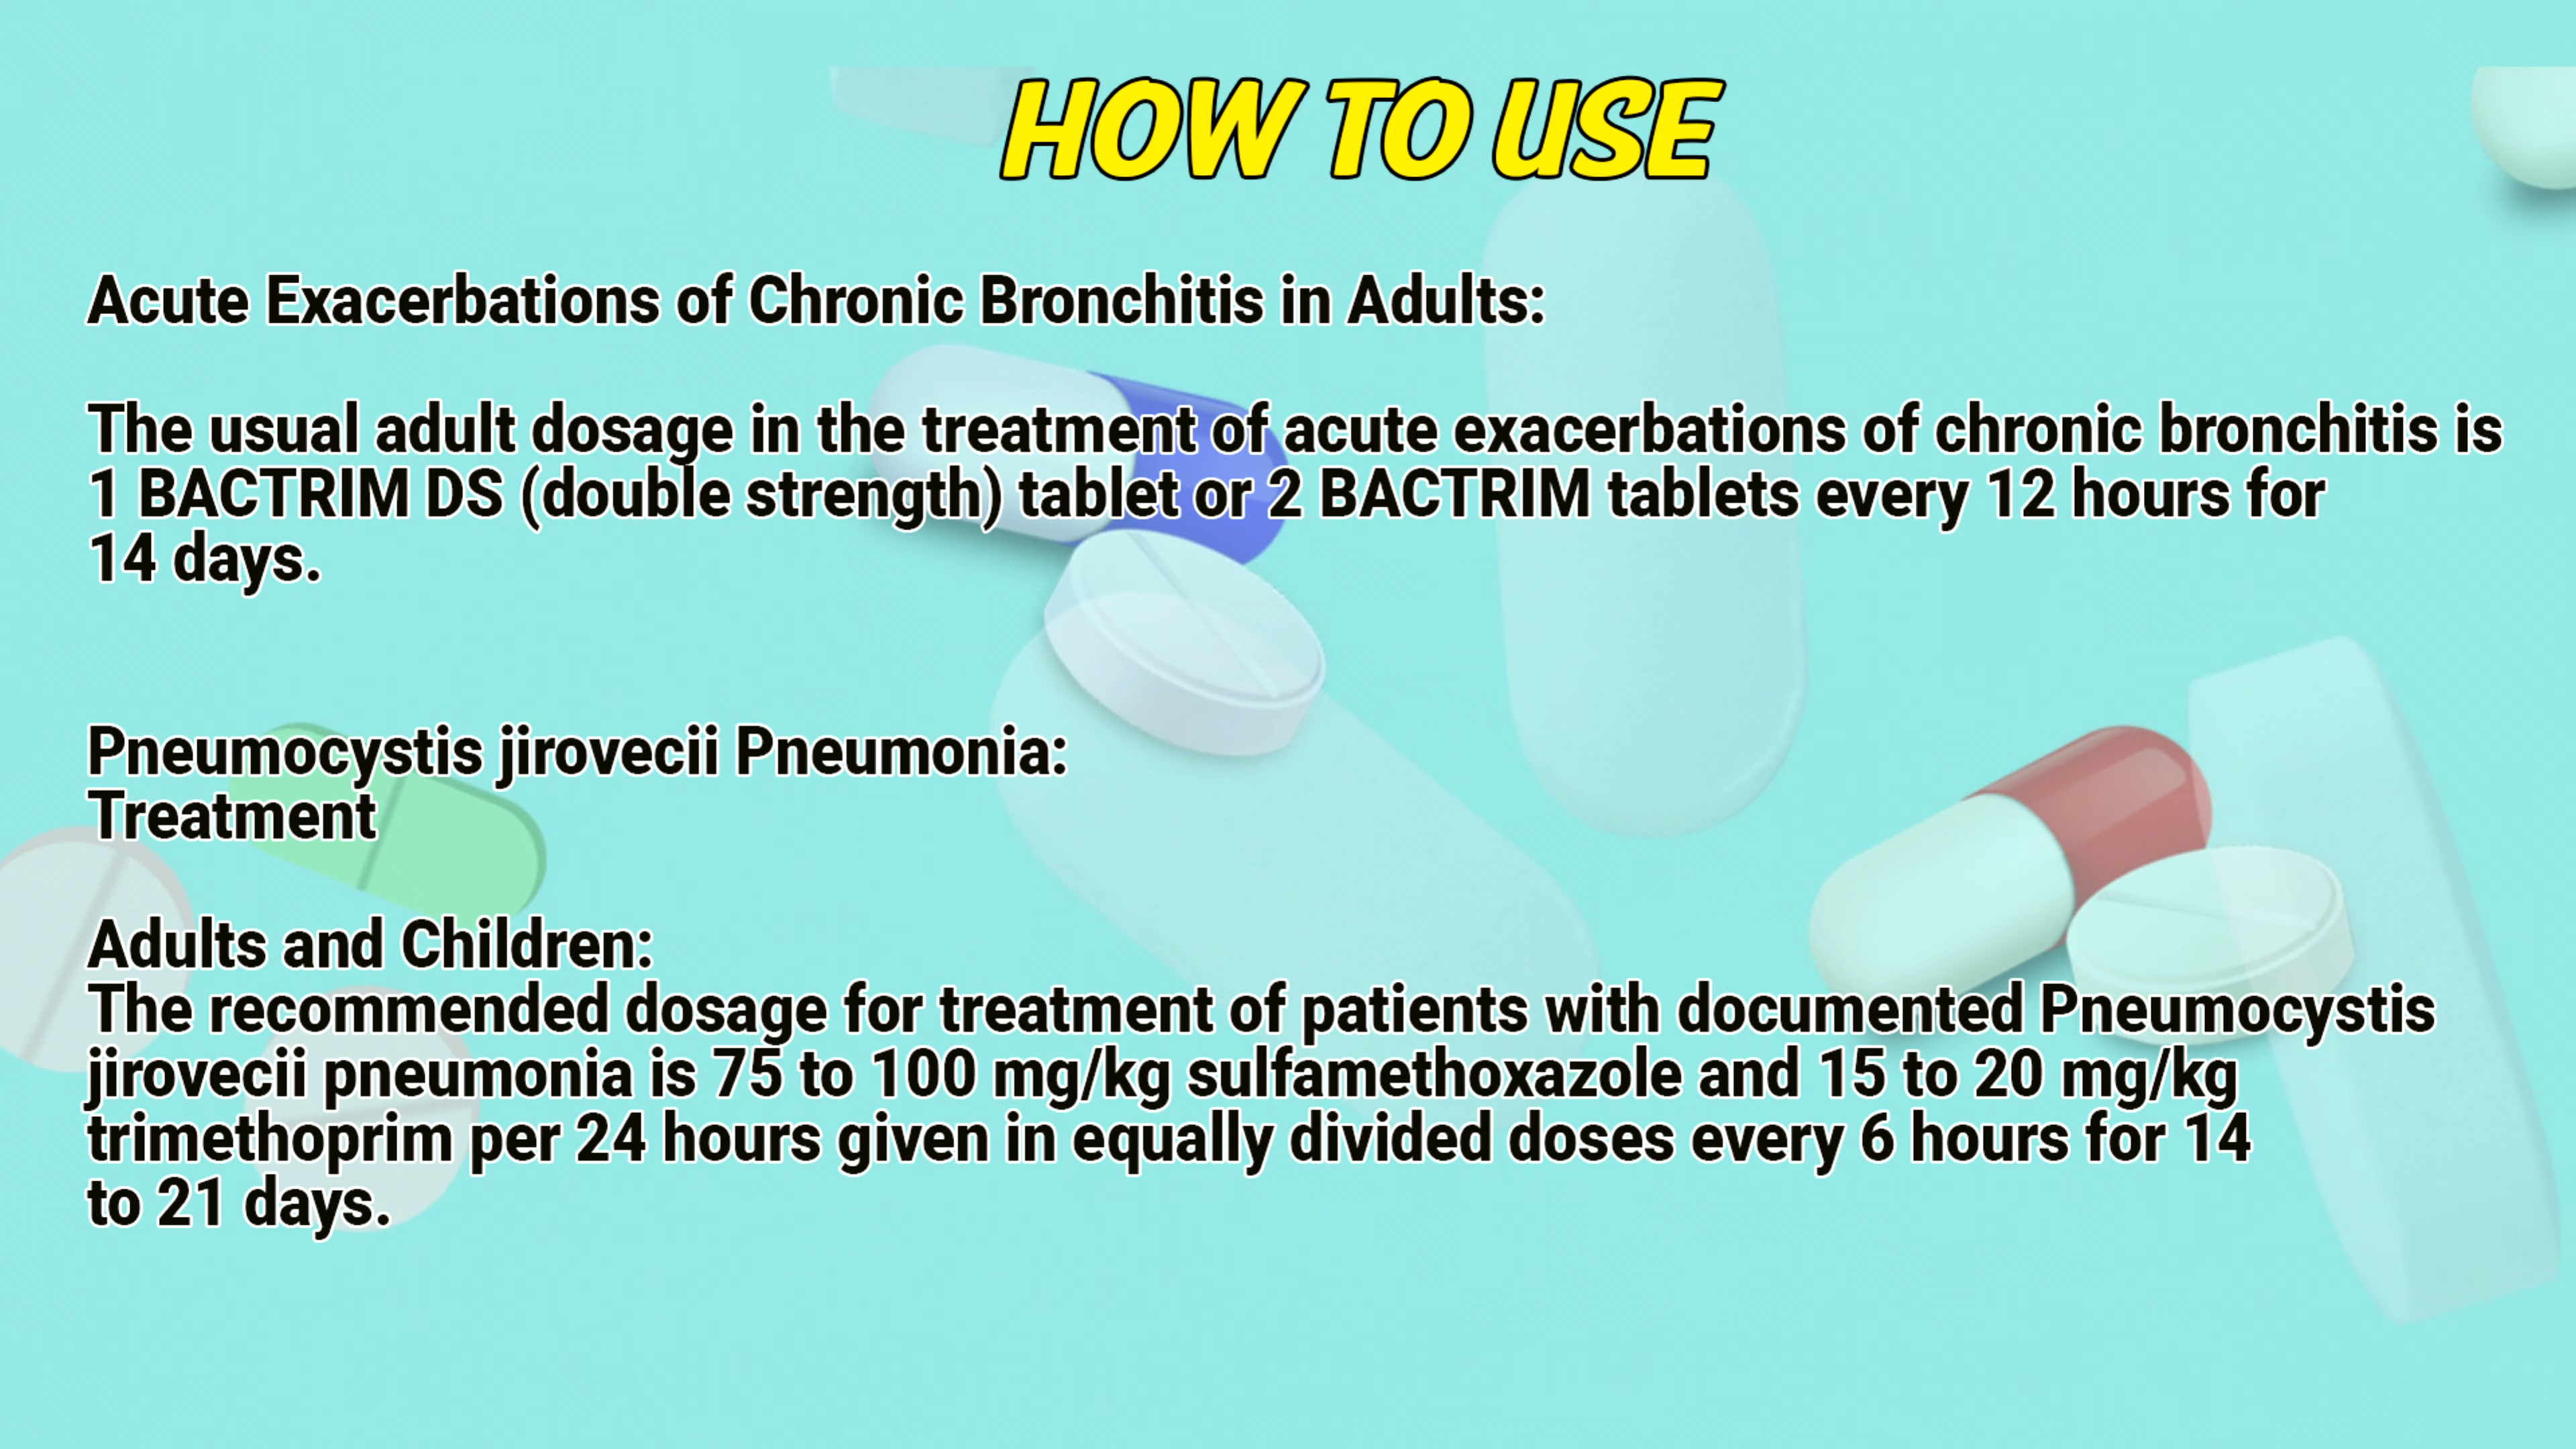 HOW TO USE
Acute Exacerbations of Chronic Bronchitis in Adults:
The usual adult dosage in the treatment of acute exacerbations of chronic bronchitis is
1 BACTRIM DS (double strength) tablet or 2 BACTRIM tablets every 12 hours for
14 days.
Pneumocystis jirovecii Pneumonia:
Treatment
Adults and Children:
The recommended dosage for treatment of patients with documented Pneumocystis
jirovecii pneumonia is 75 to 100 mg/kg sulfamethoxazole and 15 to 20 mg/kg
trimethoprim per 24 hours given in equally divided doses every 6 hours for 14
to 21 days.